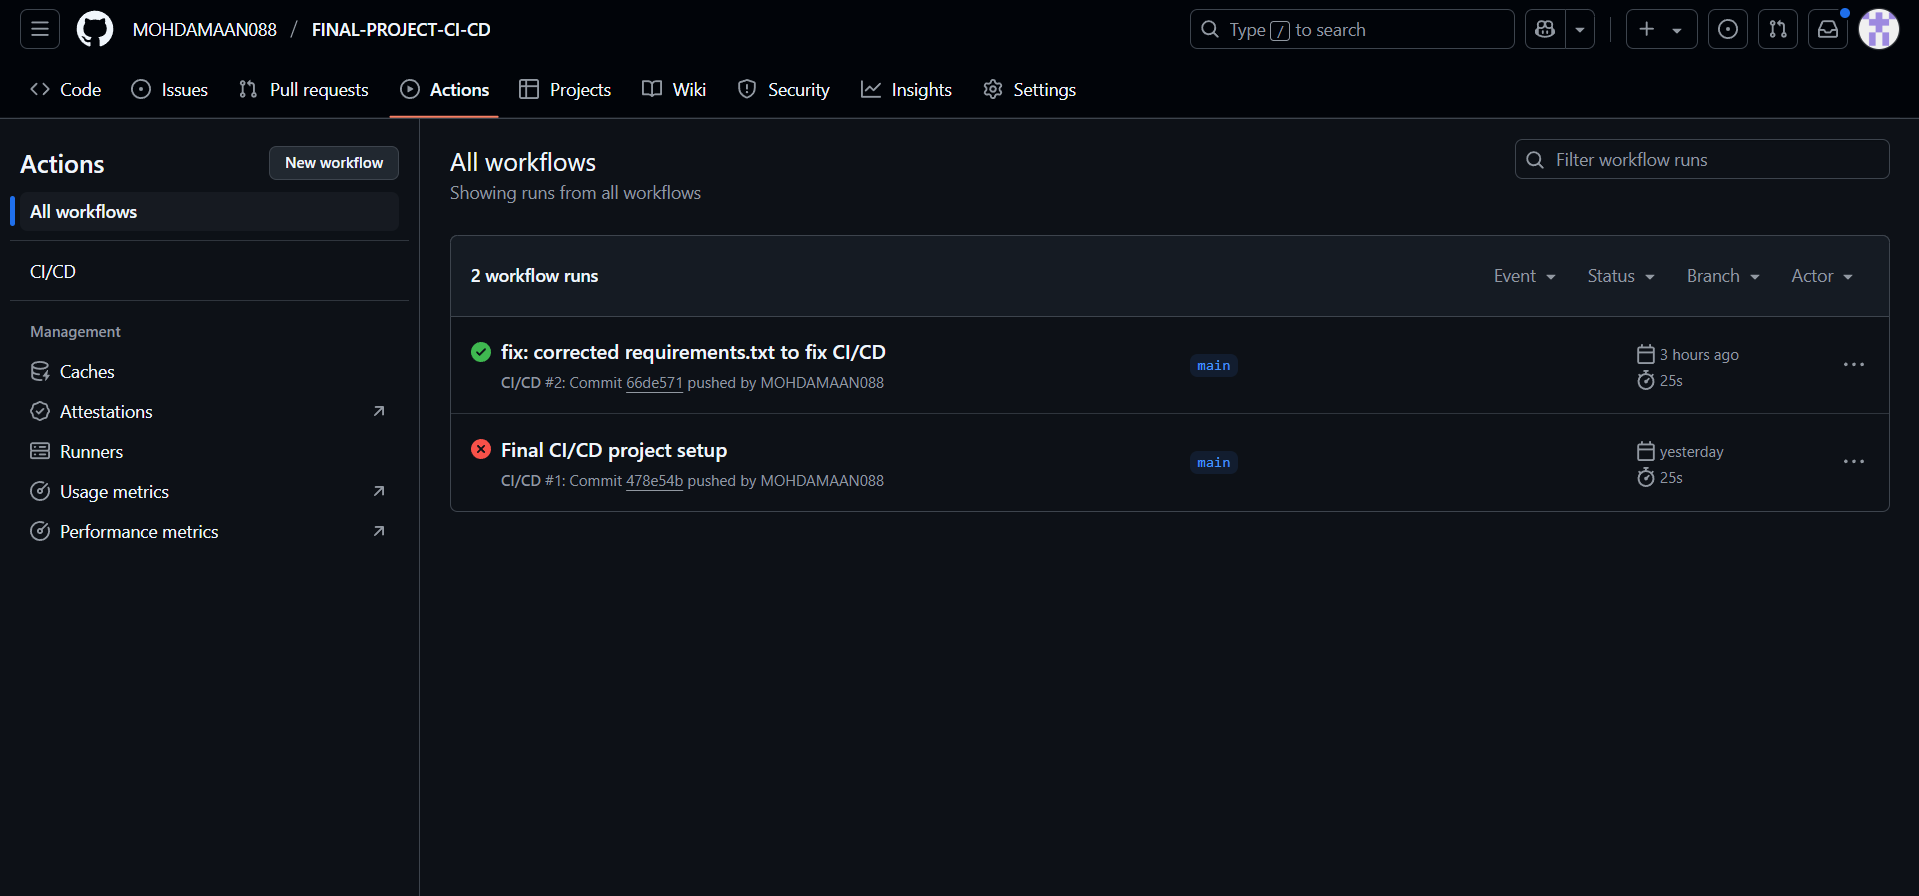 MOHDAMAAN088 / FINAL-PROJECT-CI-CD
Type / to search
Code
Issues
Pull requests
Actions
Projects
Wiki
Security
Insights
Settings
Actions
New workflow
All workflows
CI/CD
Management
Caches
Attestations
Runners
Usage metrics
Performance metrics
All workflows
Showing runs from all workflows
Filter workflow runs
2 workflow runs
Event
Status
Branch
Actor
fix: corrected requirements.txt to fix CI/CD
CI/CD #2: Commit 66de571 pushed by MOHDAMAAN088
main
3 hours ago
25s
Final CI/CD project setup
CI/CD #1: Commit 478e54b pushed by MOHDAMAAN088
main
yesterday
25s